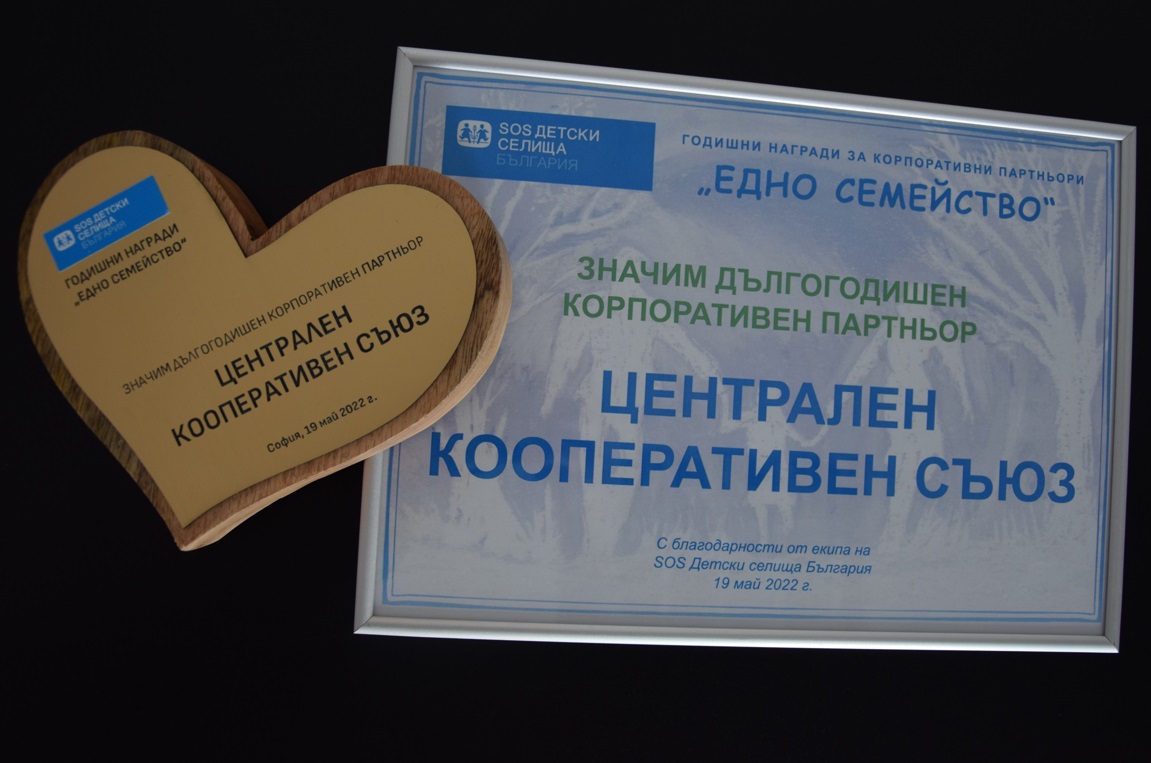 SOS ДЕТСКИ
СЕЛИЩА
БЪЛГАРИЯ
ГОДИШНИ НАГРАДИ
„ЕДНО СЕМЕЙСТВО“
ЗНАЧИМ ДЪЛГОГОДИШЕН КОРПОРАТИВЕН ПАРТНЬОР
ЦЕНТРАЛЕН
КООПЕРАТИВЕН СЪЮЗ
София, 19 май 2022 г.
SOS ДЕТСКИ
СЕЛИЩА
БЪЛГАРИЯ
ГОДИШНИ НАГРАДИ ЗА КОРПОРАТИВНИ ПАРТНЬОРИ
„ЕДНО СЕМЕЙСТВО“
ЗНАЧИМ ДЪЛГОГОДИШЕН
КОРПОРАТИВЕН ПАРТНЬОР
ЦЕНТРАЛЕН
КООПЕРАТИВЕН СЪЮЗ
С благодарности от екипа на
SOS Детски селища България
19 май 2022 г.